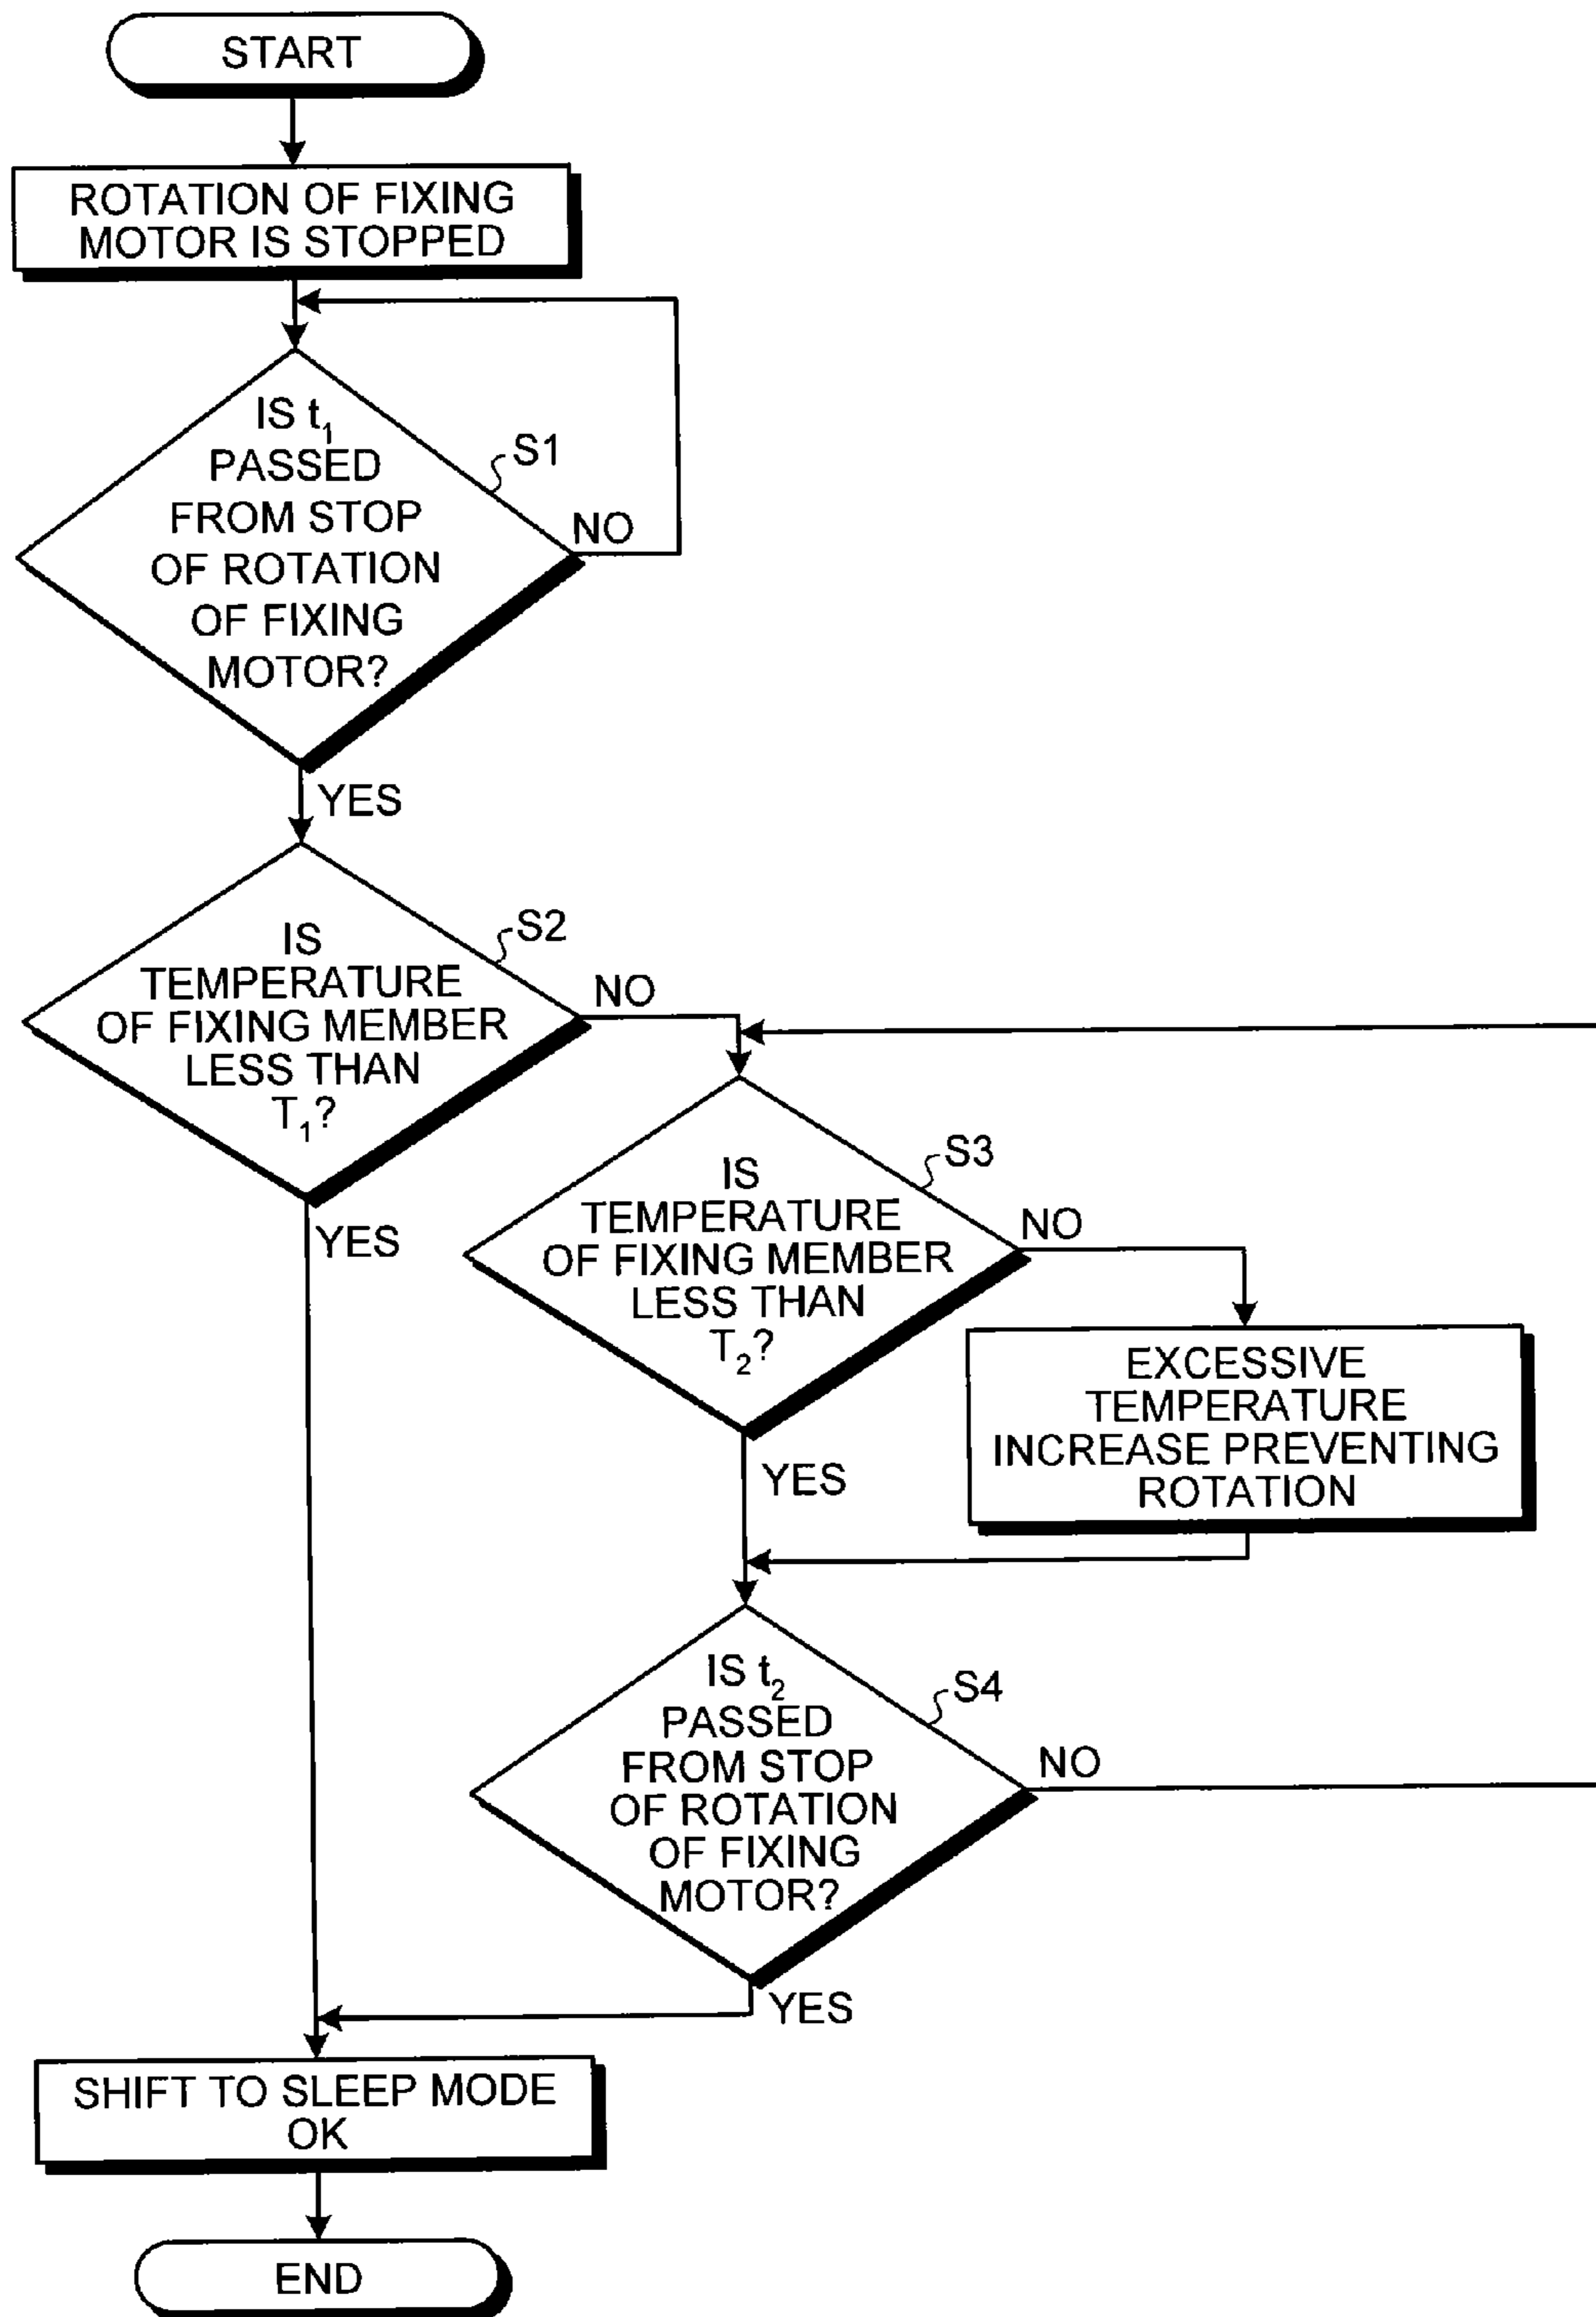 START
ROTATION OF FIXING
MOTOR IS STOPPED
IS t₁
PASSED
FROM STOP
OF ROTATION
OF FIXING
MOTOR?
S1
NO
YES
IS
TEMPERATURE
OF FIXING MEMBER
LESS THAN
T₁?
S2
NO
YES
IS
TEMPERATURE
OF FIXING MEMBER
LESS THAN
T₂?
S3
NO
EXCESSIVE
TEMPERATURE
INCREASE PREVENTING
ROTATION
YES
IS t₂
PASSED
FROM STOP
OF ROTATION
OF FIXING
MOTOR?
S4
NO
YES
SHIFT TO SLEEP MODE
OK
END